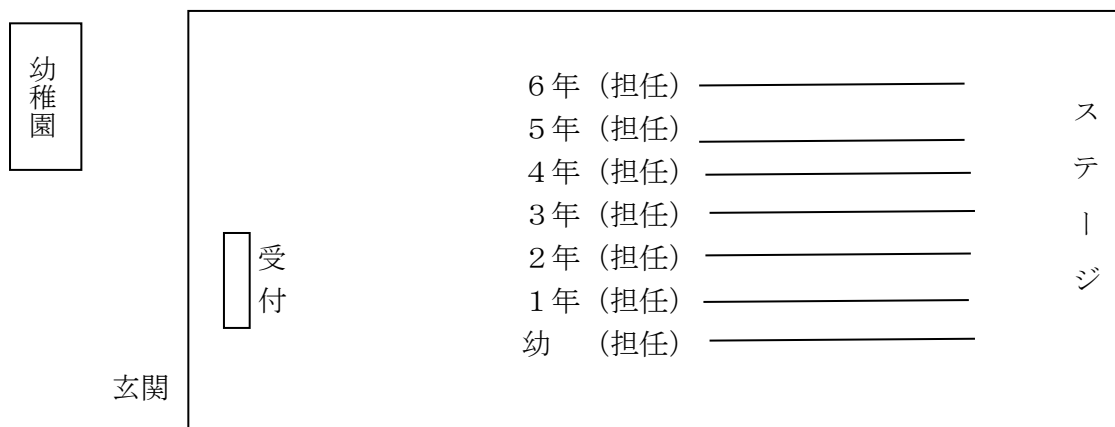 幼稚園
６年（担任）
５年（担任）
４年（担任）
３年（担任）
２年（担任）
１年（担任）
幼　（担任）
ステージ
受付
玄関